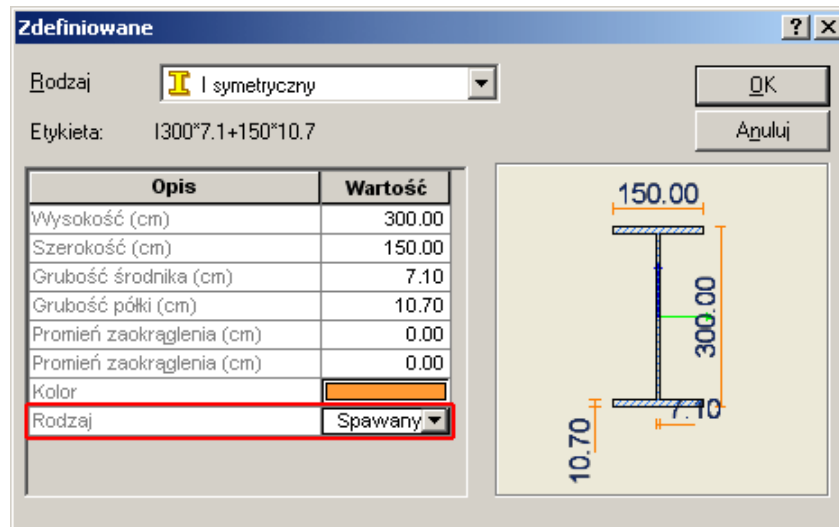 Zdefiniowane
Rodzaj I symetryczny OK
Etykieta: I300*7.1+150*10.7 Anuluj
Opis Wartość
Wysokość (cm) 300.00
Szerokość (cm) 150.00
Grubość środnika (cm) 7.10
Grubość półki (cm) 10.70
Promień zaokrąglenia (cm) 0.00
Promień zaokrąglenia (cm) 0.00
Kolor
Rodzaj Spawany
150.00
300.00
7.10
10.70